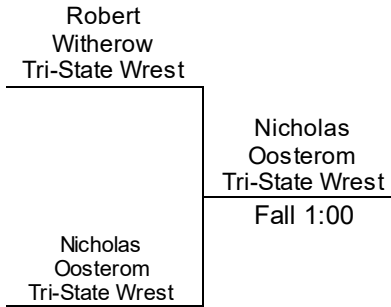 Robert
Witherow
Tri-State Wrest
Nicholas
Oosterom
Tri-State Wrest
Fall 1:00
Nicholas
Oosterom
Tri-State Wrest